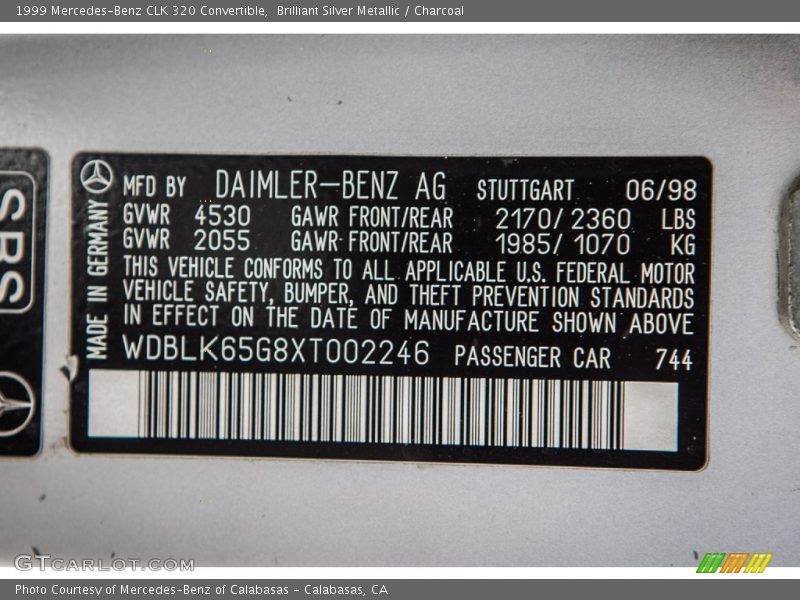 1999 Mercedes-Benz CLK 320 Convertible,  Brilliant Silver Metallic / Charcoal
SRS
MADE IN GERMANY
MFD BY DAIMLER-BENZ AG STUTTGART 06/98
GVWR 4530 GAWR FRONT/REAR 2170/ 2360 LBS
GVWR 2055 GAWR FRONT/REAR 1985/ 1070 KG
THIS VEHICLE CONFORMS TO ALL APPLICABLE U.S. FEDERAL MOTOR
VEHICLE SAFETY, BUMPER, AND THEFT PREVENTION STANDARDS
IN EFFECT ON THE DATE OF MANUFACTURE SHOWN ABOVE
WDBLK65G8XT002246 PASSENGER CAR 744
GTCARLOT.COM
Photo Courtesy of Mercedes-Benz of Calabasas - Calabasas, CA